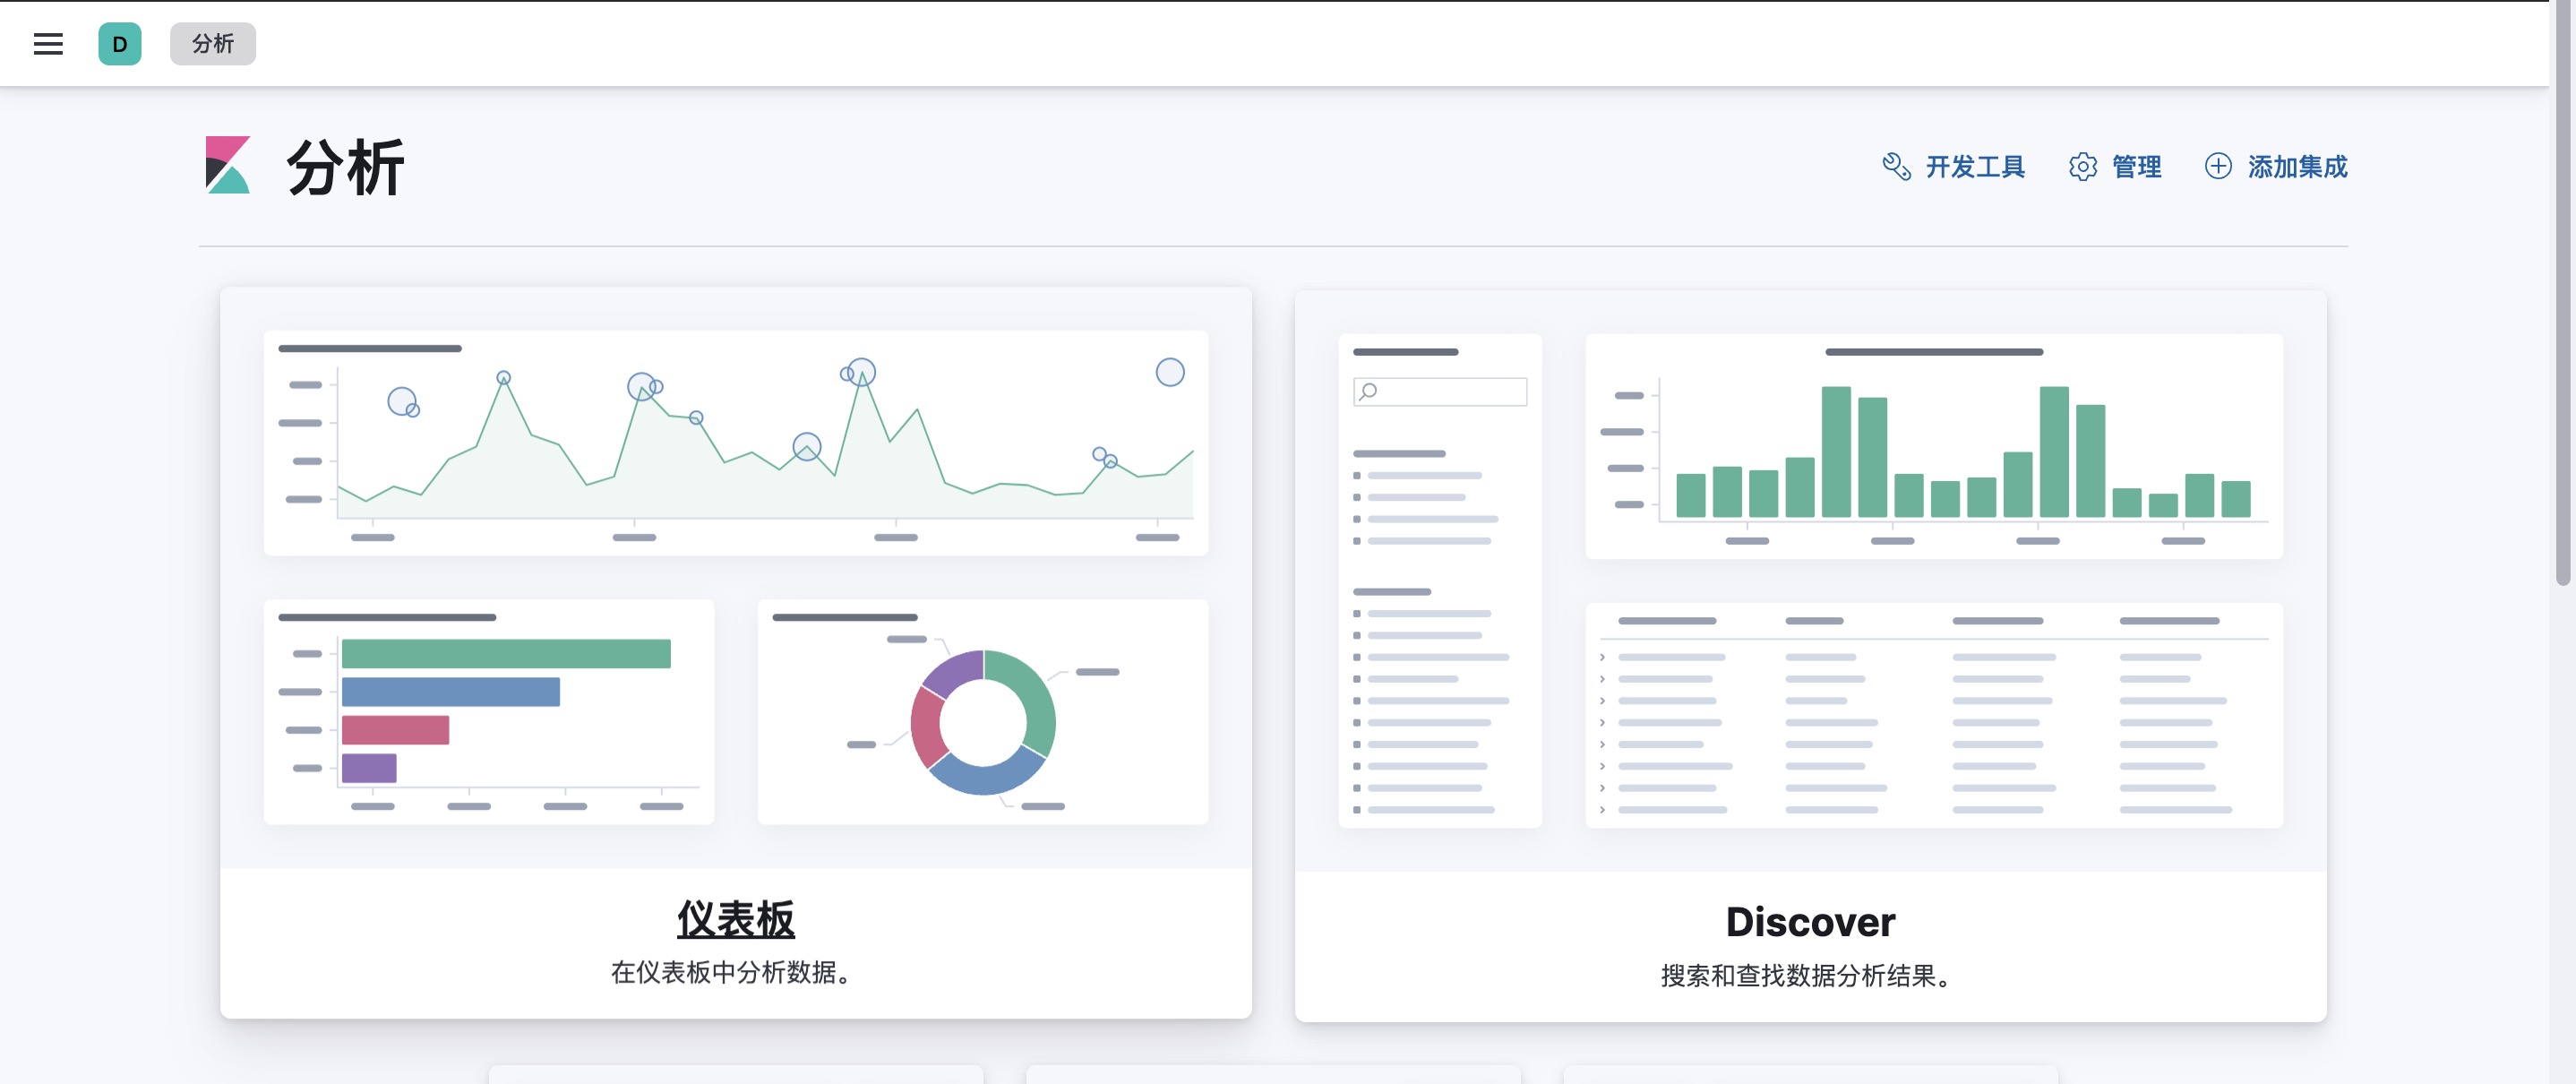 D
分析
分析
开发工具
管理
添加集成
仪表板
在仪表板中分析数据。
Discover
搜索和查找数据分析结果。